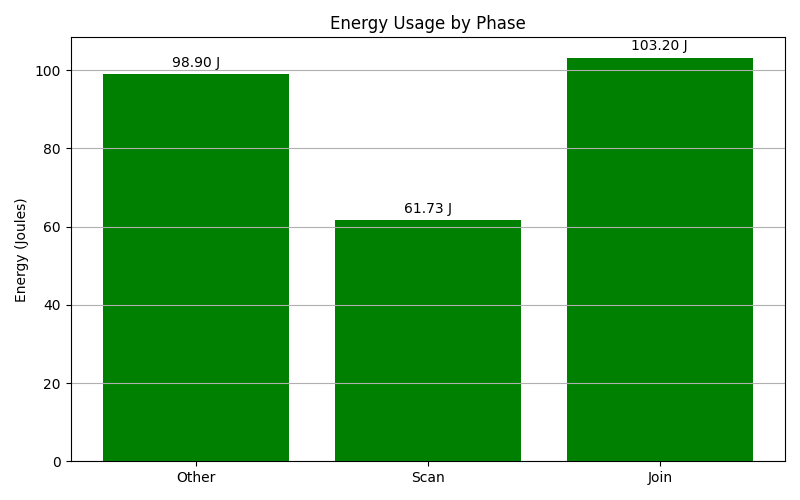 Energy Usage by Phase
103.20 J
98.90 J
100
80
61.73 J
60
Energy (Joules)
40
20
0
Other
Scan
Join